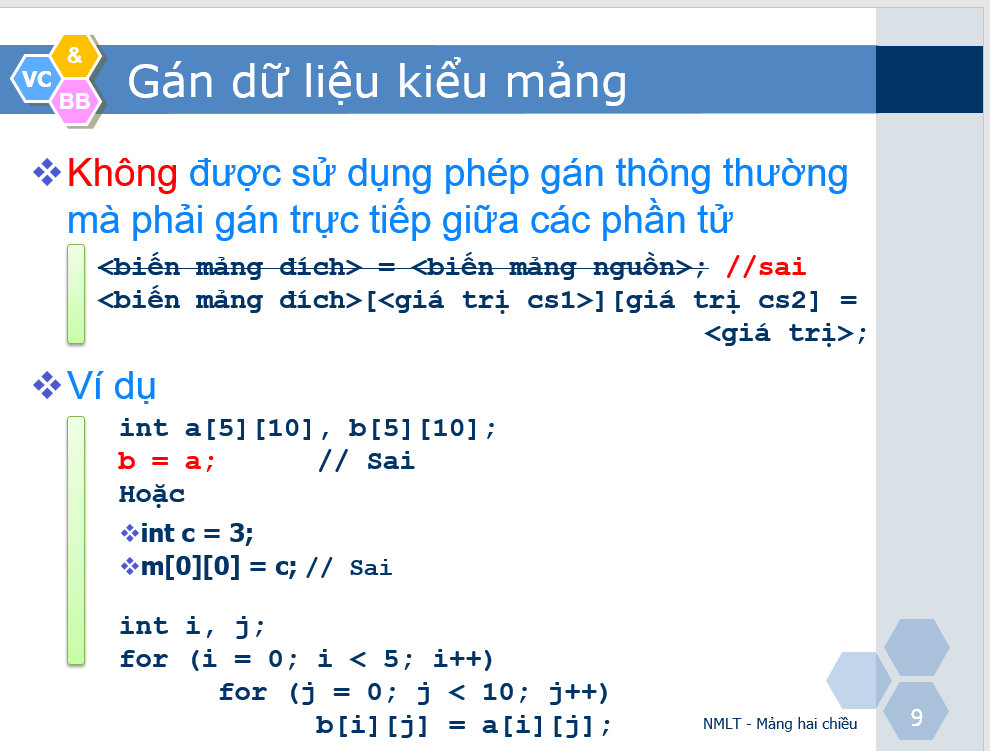 &
VC
BB
Gán dữ liệu kiểu mảng
Không được sử dụng phép gán thông thường
mà phải gán trực tiếp giữa các phần tử
<biến mảng đích> = <biến mảng nguồn>; //sai
<biến mảng đích>[<giá trị cs1>][giá trị cs2] =
<giá trị>;
Ví dụ
int a[5][10], b[5][10];
b = a; // Sai
Hoặc
int c = 3;
m[0][0] = c; // Sai
int i, j;
for (i = 0; i < 5; i++)
for (j = 0; j < 10; j++)
b[i][j] = a[i][j];
NMLT - Mảng hai chiều
9